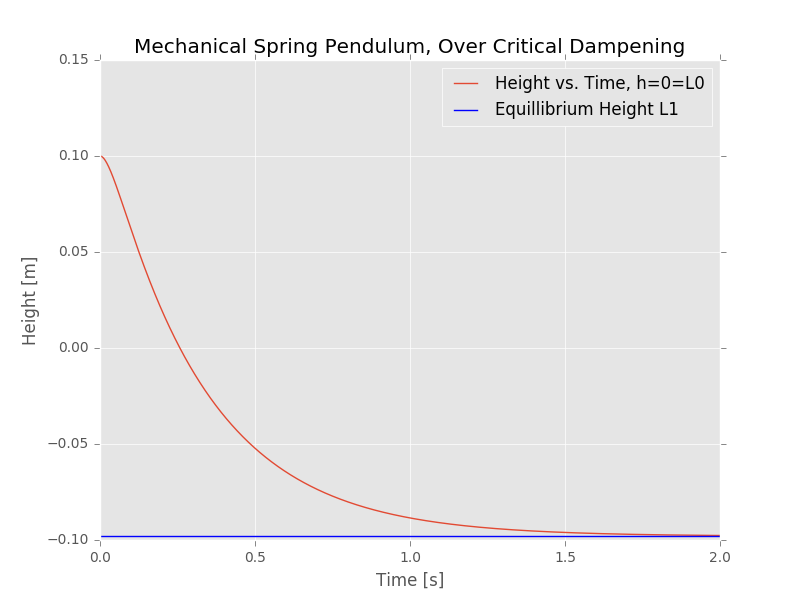 Mechanical Spring Pendulum, Over Critical Dampening
Height vs. Time, h=0=L0
Equillibrium Height L1
Height [m]
0.15
0.10
0.05
0.00
−0.05
−0.10
0.0 0.5 1.0 1.5 2.0
Time [s]